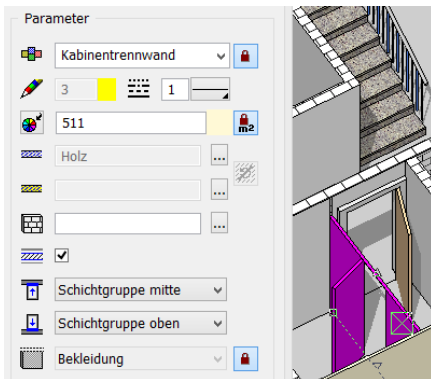 Parameter
Kabinentrennwand
3 1
511 m2
Holz ...
...
...
Schichtgruppe mitte
Schichtgruppe oben
Bekleidung